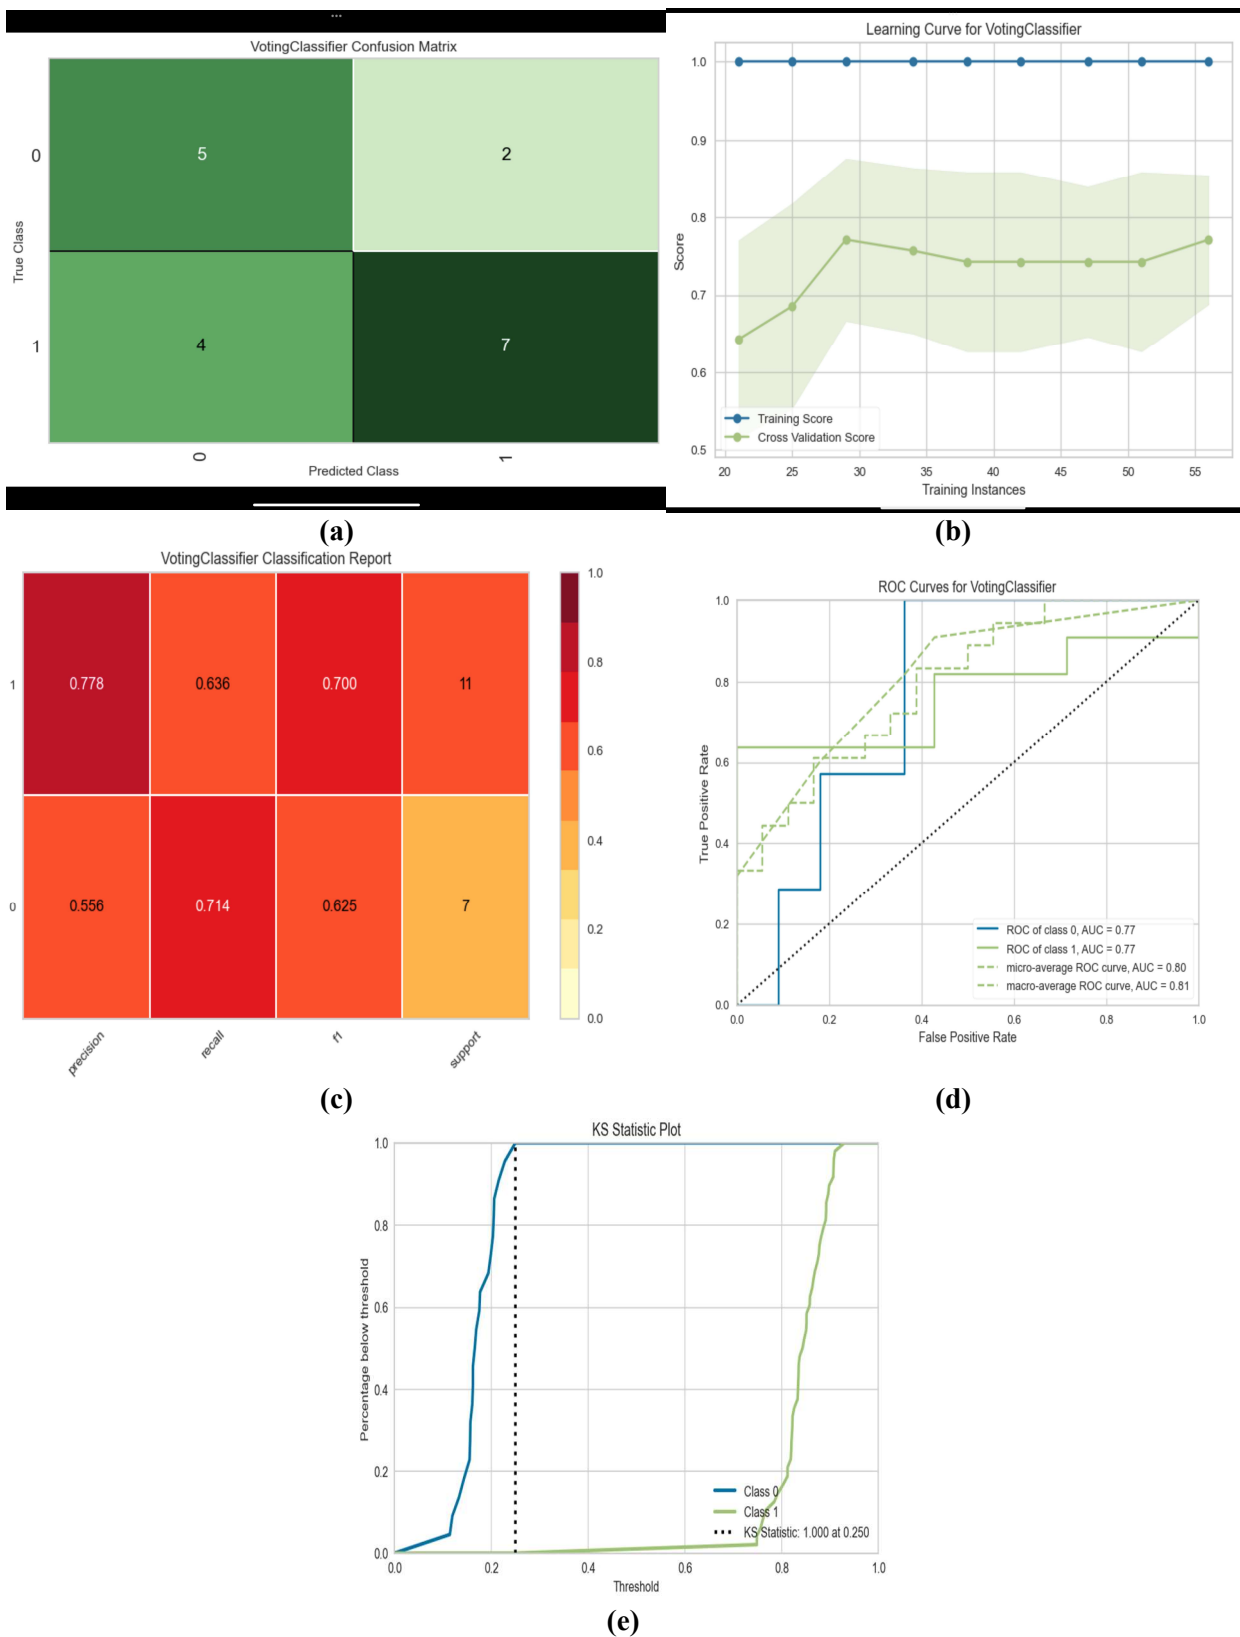 VotingClassifier Confusion Matrix
True Class
0
1
5
2
4
7
0
1
Predicted Class
(a)
Learning Curve for VotingClassifier
Score
1.0
0.9
0.8
0.7
0.6
0.5
Training Score
Cross Validation Score
20 25 30 35 40 45 50 55
Training Instances
(b)
VotingClassifier Classification Report
1
0.778 0.636 0.700 11
0
0.556 0.714 0.625 7
precision recall f1 support
1.0
0.8
0.6
0.4
0.2
0.0
(c)
ROC Curves for VotingClassifier
True Positive Rate
1.0
0.8
0.6
0.4
0.2
0.0
ROC of class 0, AUC = 0.77
ROC of class 1, AUC = 0.77
micro-average ROC curve, AUC = 0.80
macro-average ROC curve, AUC = 0.81
0.0 0.2 0.4 0.6 0.8 1.0
False Positive Rate
(d)
KS Statistic Plot
Percentage below threshold
1.0
0.8
0.6
0.4
0.2
0.0
Class 0
Class 1
KS Statistic: 1.000 at 0.250
0.0 0.2 0.4 0.6 0.8 1.0
Threshold
(e)